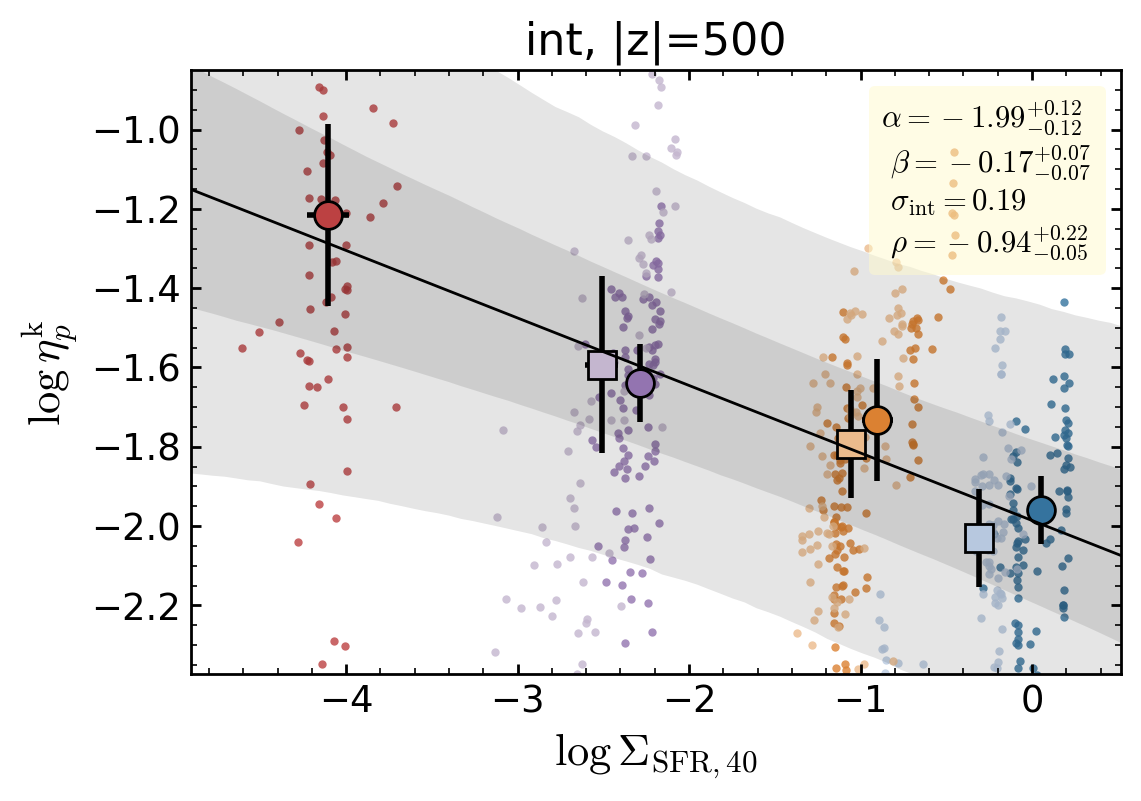 int, |z|=500
α = −1.99+0.12−0.12
β = −0.17+0.07−0.07
σint = 0.19
ρ = −0.94+0.22−0.05
log ηpk
−1.0
−1.2
−1.4
−1.6
−1.8
−2.0
−2.2
−4 −3 −2 −1 0
log ΣSFR, 40